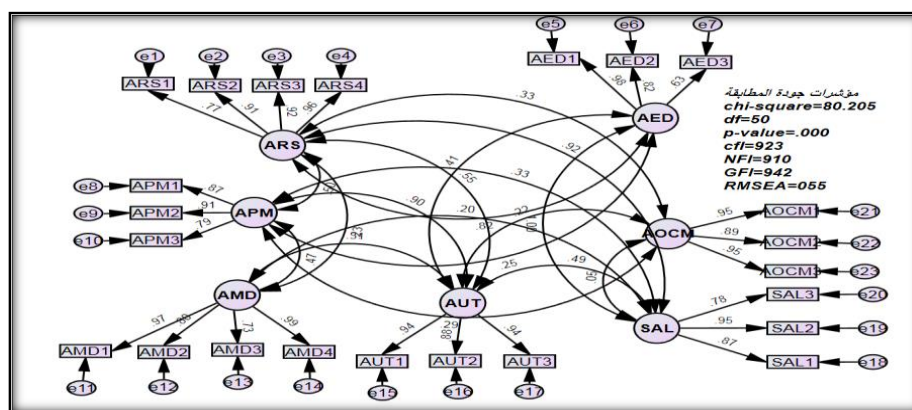 e1 e2 e3 e4
ARS1 ARS2 ARS3 ARS4
.77 .91 .92 .96
ARS
e5 e6 e7
AED1 AED2 AED3
.98 .82 .63
AED
مؤشرات جودة المطابقة
chi-square=80.205
df=50
p-value=.000
cfI=923
NFI=910
GFI=942
RMSEA=055
.33
.92
.41
.55
.33
e8 APM1 .87
e9 APM2 .91
e10 APM3 .79
APM
.90 .20 .82 .22
.47
.25 .49 .05
AOCM
.95 AOCM1 e21
.89 AOCM2 e22
.95 AOCM3 e23
SAL
.78 SAL3 e20
.95 SAL2 e19
.87 SAL1 e18
AMD
.97 .73 .99
AMD1 AMD2 AMD3 AMD4
e11 e12 e13 e14
AUT
.94 .88 .29 .94
AUT1 AUT2 AUT3
e15 e16 e17